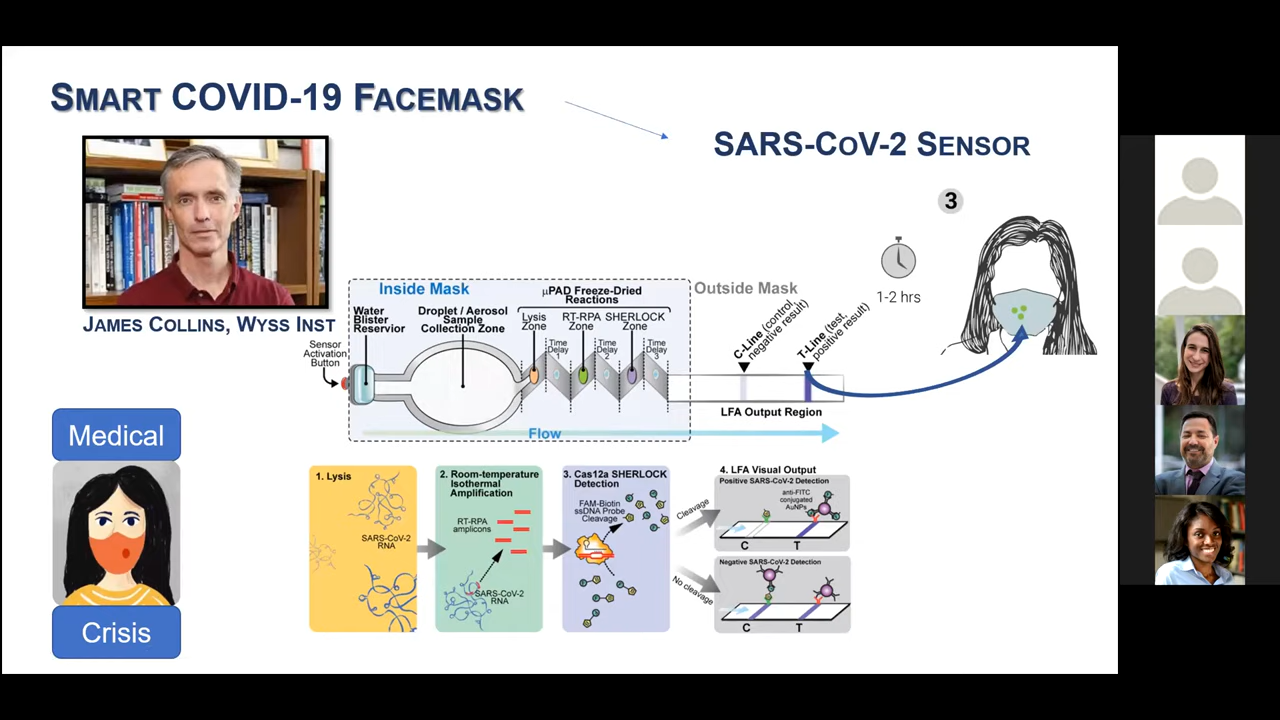 SMART COVID-19 FACEMASK
SARS-COV-2 SENSOR
3
1-2 hrs
JAMES COLLINS, WYSS INST
Inside Mask
Outside Mask
µPAD Freeze-Dried
Reactions
Water
Blister
Reservior
Droplet / Aerosol
Sample
Collection Zone
Lysis
Zone
RT-RPA
Zone
SHERLOCK
Zone
Time
Delay
1
Time
Delay
2
Time
Delay
3
Sensor
Activation
Button
C-Line (control,
negative result)
T-Line (test,
positive result)
LFA Output Region
Flow
Medical
Crisis
1. Lysis
SARS-CoV-2
RNA
2. Room-temperature
Isothermal
Amplification
RT-RPA
amplicons
SARS-CoV-2
RNA
3. Cas12a SHERLOCK
Detection
FAM-Biotin
ssDNA Probe
Cleavage
Cleavage
No cleavage
4. LFA Visual Output
Positive SARS-CoV-2 Detection
anti-FITC
conjugated
AuNPs
C T
Negative SARS-CoV-2 Detection
C T